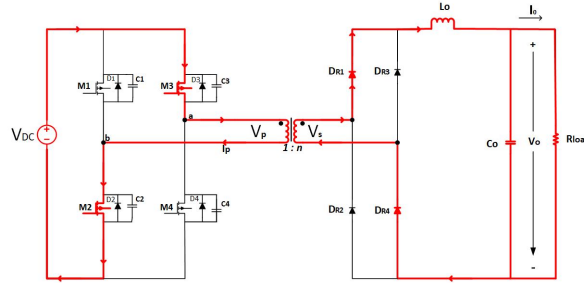 Lo
Io
D1
C1
M1
M3
D3
C3
DR1
DR3
+
VDC
a
Vp
Vs
b
Ip
1 : n
Co
Vo
Rloa
D2
C2
M2
D4
C4
M4
DR2
DR4
-